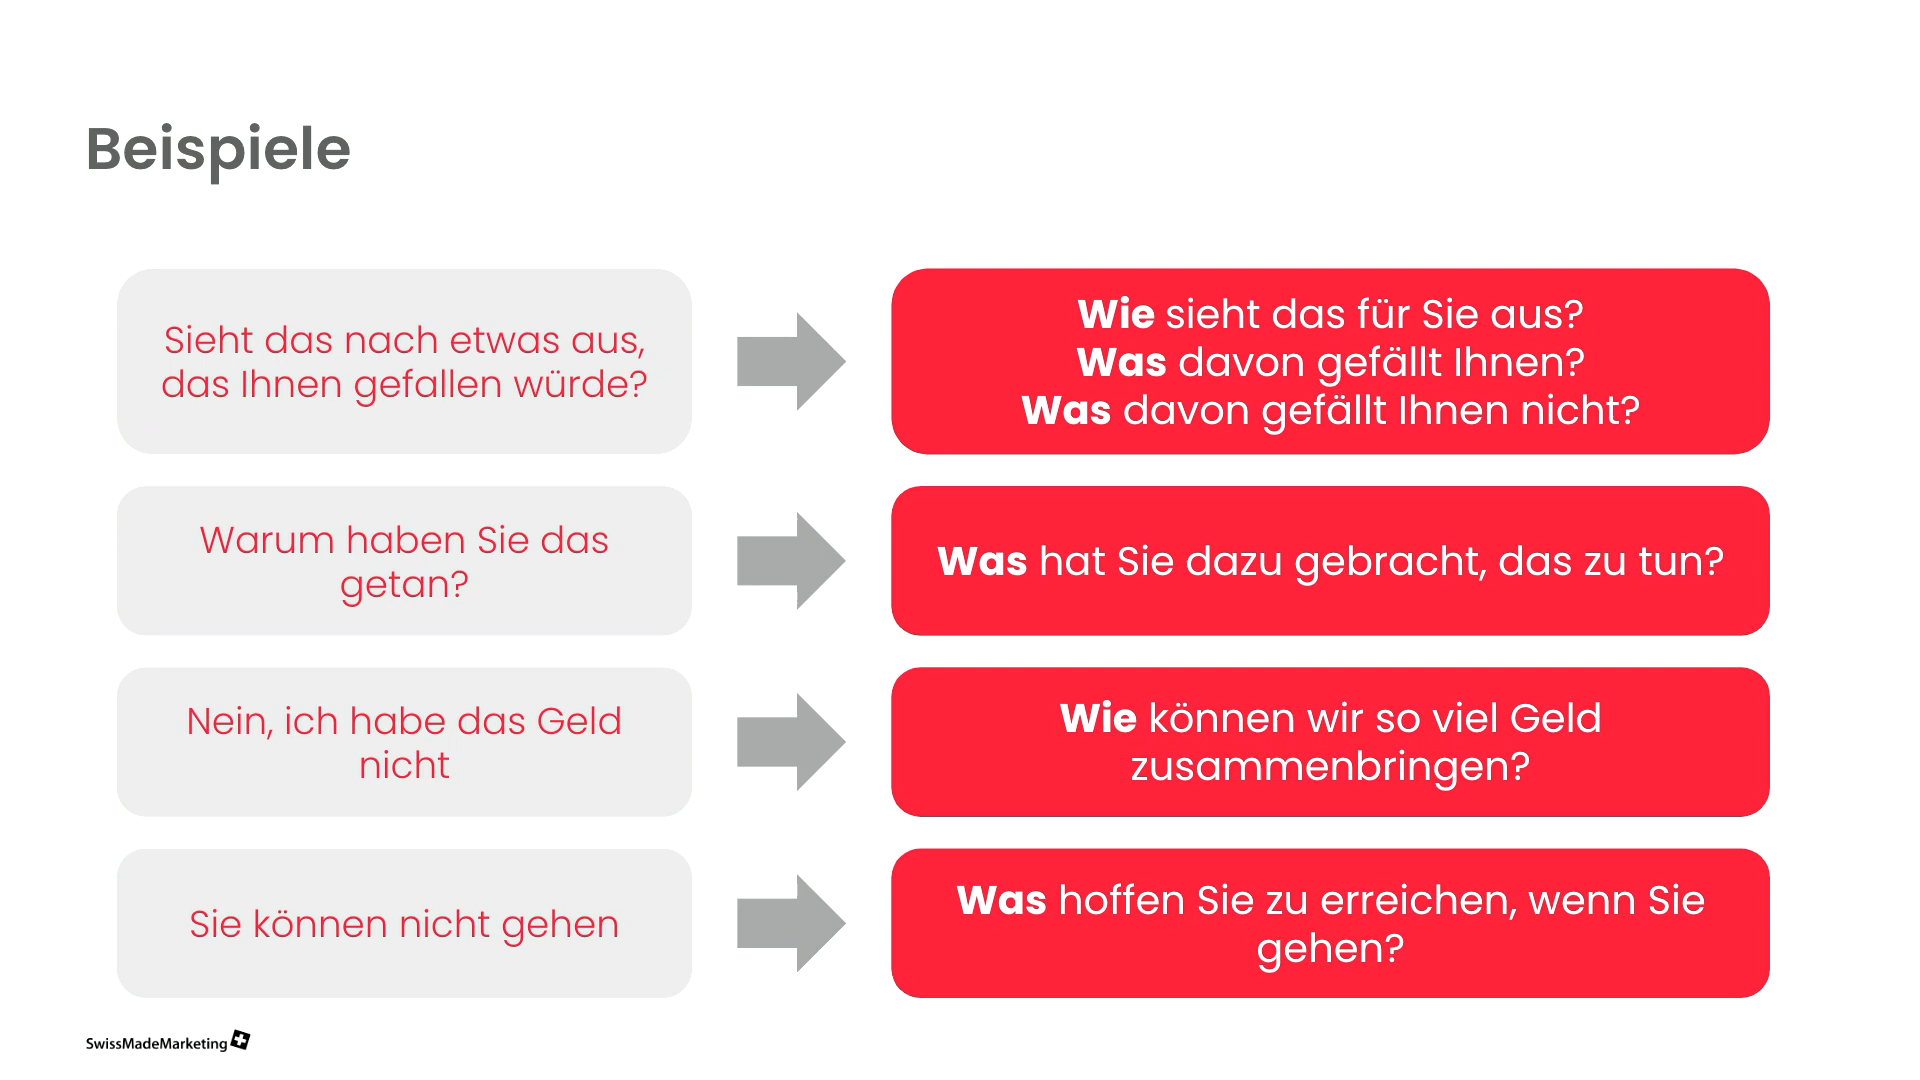 Beispiele
Sieht das nach etwas aus,
das Ihnen gefallen würde?
Wie sieht das für Sie aus?
Was davon gefällt Ihnen?
Was davon gefällt Ihnen nicht?
Warum haben Sie das
getan?
Was hat Sie dazu gebracht, das zu tun?
Nein, ich habe das Geld
nicht
Wie können wir so viel Geld
zusammenbringen?
Sie können nicht gehen
Was hoffen Sie zu erreichen, wenn Sie
gehen?
SwissMadeMarketing